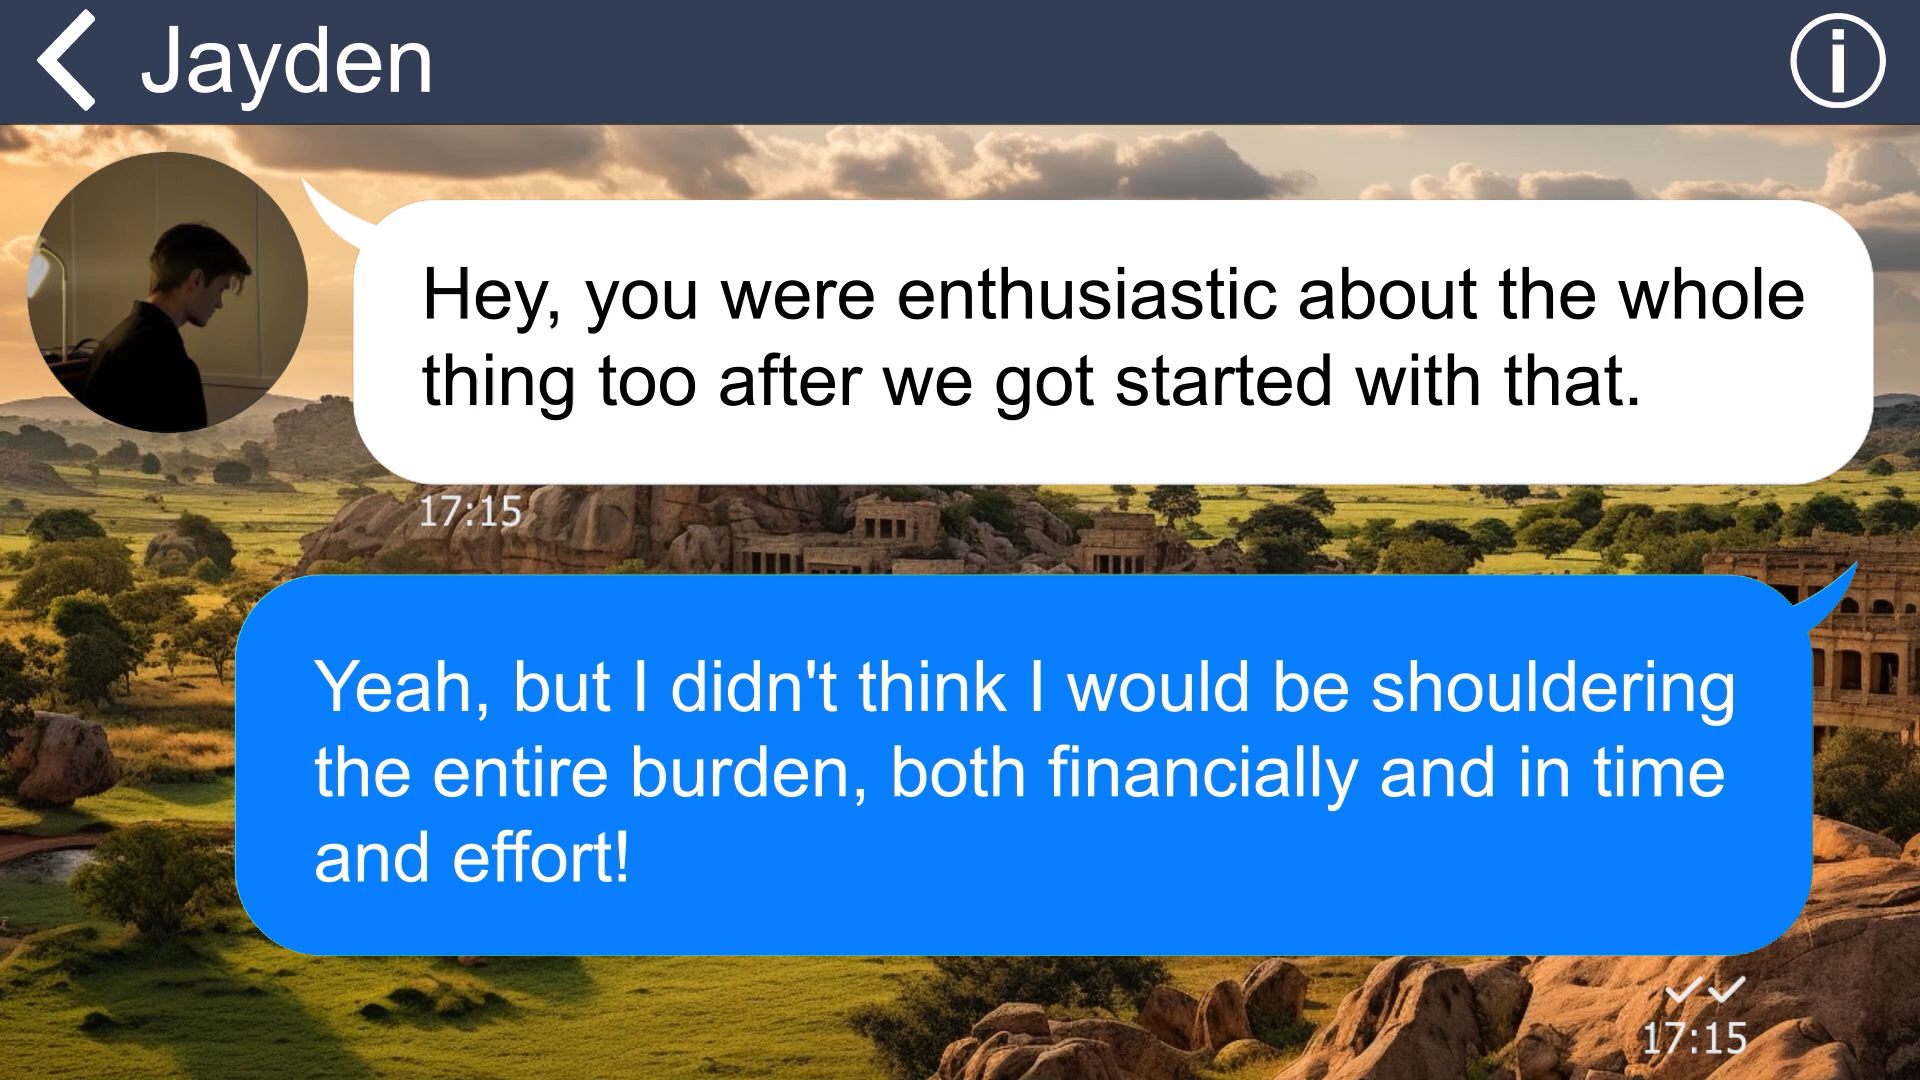 Jayden
Hey, you were enthusiastic about the whole
thing too after we got started with that.
17:15
Yeah, but I didn't think I would be shouldering
the entire burden, both financially and in time
and effort!
17:15